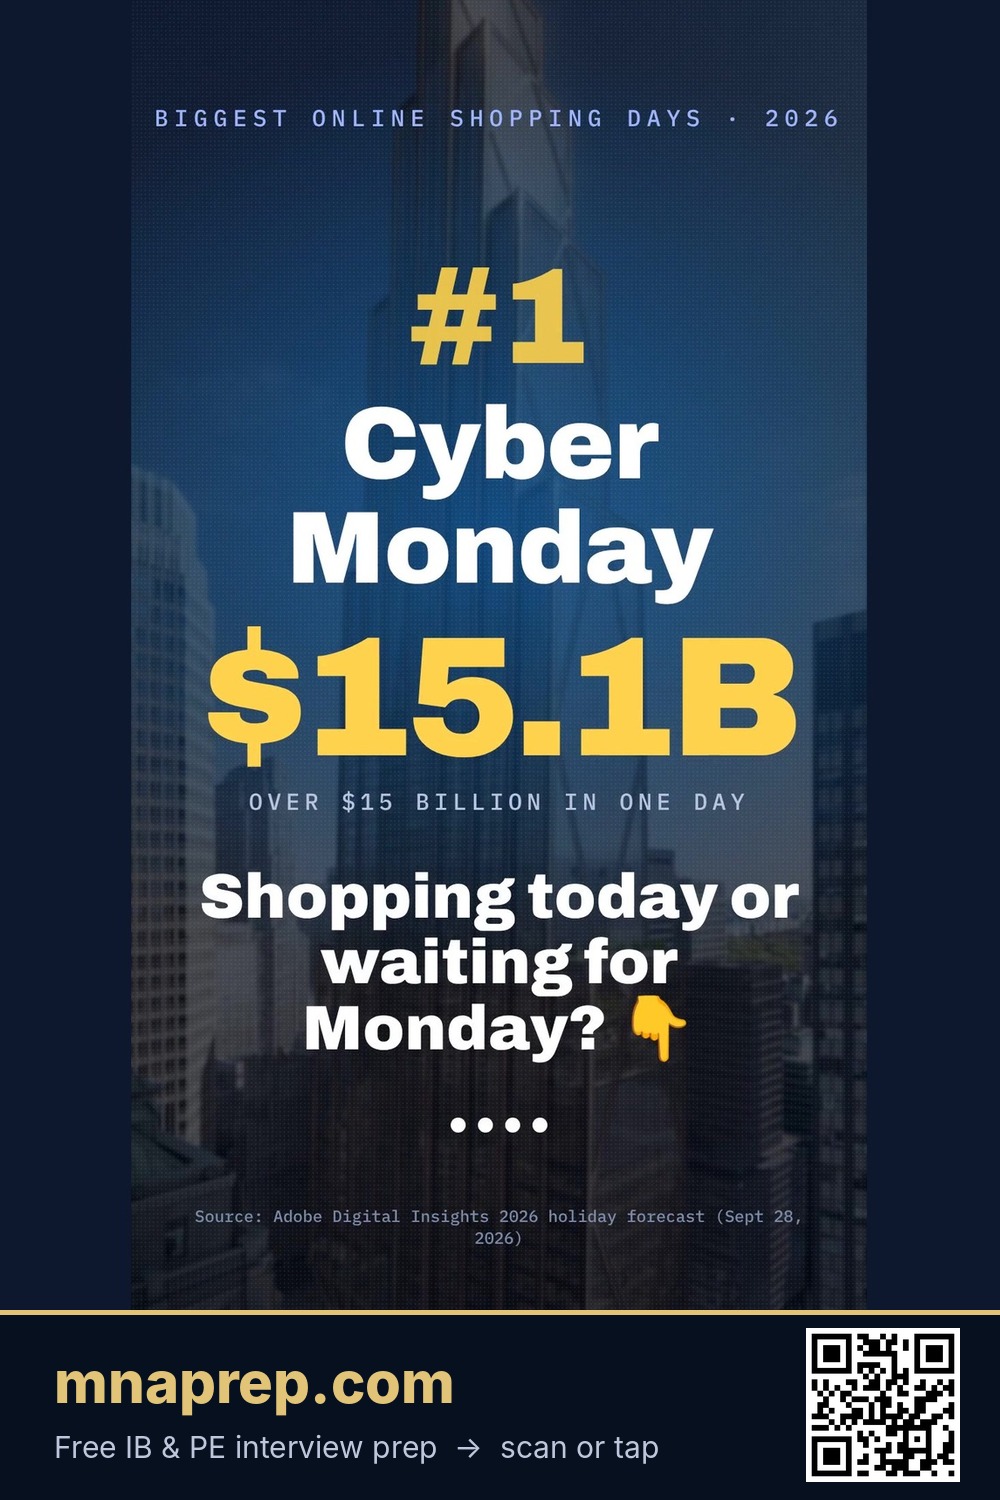 BIGGEST ONLINE SHOPPING DAYS · 2026
#1
Cyber
Monday
$15.1B
OVER $15 BILLION IN ONE DAY
Shopping today or
waiting for
Monday? 👇
Source: Adobe Digital Insights 2026 holiday forecast (Sept 28,
2026)
mnaprep.com
Free IB & PE interview prep → scan or tap